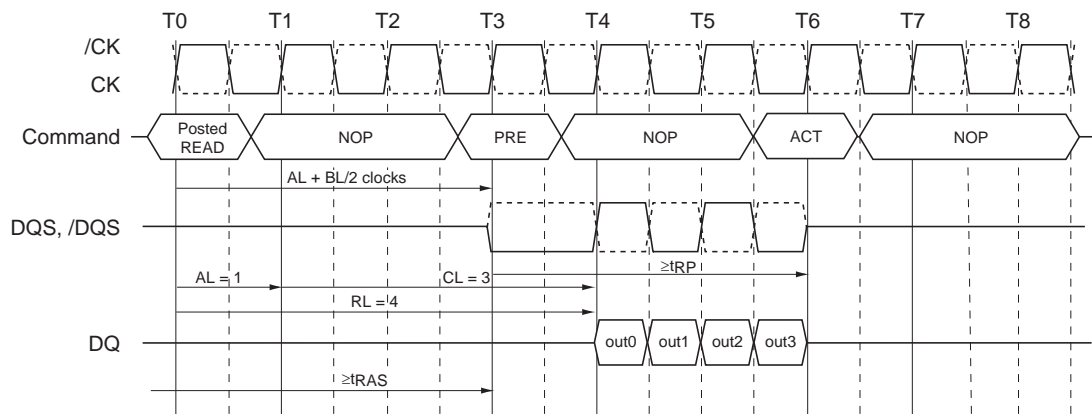 T0 T1 T2 T3 T4 T5 T6 T7 T8
/CK
CK
Command
Posted
READ
NOP
PRE
NOP
ACT
NOP
AL + BL/2 clocks
DQS, /DQS
≥tRP
AL = 1
CL = 3
RL = 4
DQ
out0 out1 out2 out3
≥tRAS